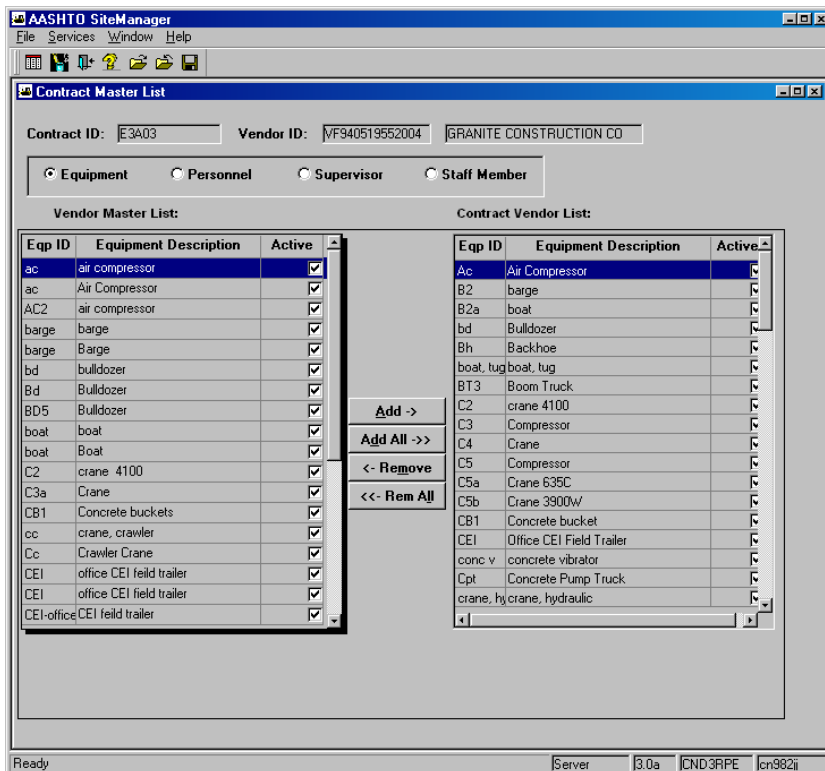 AASHTO SiteManager
File Services Window Help
Contract Master List
Contract ID: E3A03 Vendor ID: VF940519552004 GRANITE CONSTRUCTION CO
Equipment Personnel Supervisor Staff Member
Vendor Master List:
Eqp ID Equipment Description Active
ac air compressor
ac Air Compressor
AC2 air compressor
barge barge
barge Barge
bd bulldozer
Bd Bulldozer
BD5 Bulldozer
boat boat
boat Boat
C2 crane 4100
C3a Crane
CB1 Concrete buckets
cc crane, crawler
Cc Crawler Crane
CEI office CEI feild trailer
CEI office CEI field trailer
CEI-office CEI feild trailer
Add ->
Add All ->>
<- Remove
<<- Rem All
Contract Vendor List:
Eqp ID Equipment Description Active
Ac Air Compressor
B2 barge
B2a boat
bd Bulldozer
Bh Backhoe
boat, tug boat, tug
BT3 Boom Truck
C2 crane 4100
C3 Compressor
C4 Crane
C5 Compressor
C5a Crane 635C
C5b Crane 3900W
CB1 Concrete bucket
CEI Office CEI Field Trailer
conc v concrete vibrator
Cpt Concrete Pump Truck
crane, hy crane, hydraulic
Ready Server 3.0a CND3RPE cn982jj